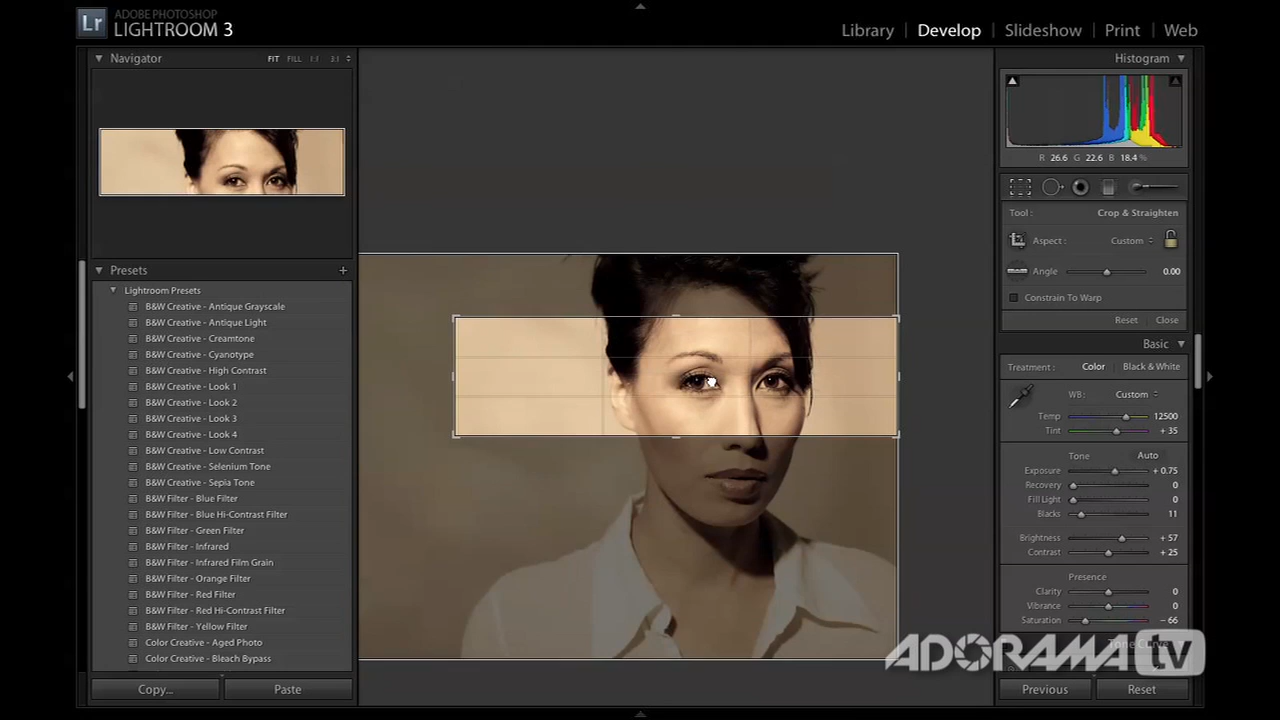 Lr
ADOBE PHOTOSHOP
LIGHTROOM 3
Library | Develop | Slideshow | Print | Web
Navigator
FIT FILL 1:1 3:1
Presets +
Lightroom Presets
B&W Creative - Antique Grayscale
B&W Creative - Antique Light
B&W Creative - Creamtone
B&W Creative - Cyanotype
B&W Creative - High Contrast
B&W Creative - Look 1
B&W Creative - Look 2
B&W Creative - Look 3
B&W Creative - Look 4
B&W Creative - Low Contrast
B&W Creative - Selenium Tone
B&W Creative - Sepia Tone
B&W Filter - Blue Filter
B&W Filter - Blue Hi-Contrast Filter
B&W Filter - Green Filter
B&W Filter - Infrared
B&W Filter - Infrared Film Grain
B&W Filter - Orange Filter
B&W Filter - Red Filter
B&W Filter - Red Hi-Contrast Filter
B&W Filter - Yellow Filter
Color Creative - Aged Photo
Color Creative - Bleach Bypass
Copy... Paste
Histogram
R 26.6 G 22.6 B 18.4 %
Tool : Crop & Straighten
Aspect : Custom
Angle 0.00
Constrain To Warp
Reset Close
Basic
Treatment : Color | Black & White
WB: Custom
Temp 12500
Tint + 35
Tone Auto
Exposure + 0.75
Recovery 0
Fill Light 0
Blacks 11
Brightness + 57
Contrast + 25
Presence
Clarity 0
Vibrance 0
Saturation – 66
Tone Curve
ADORAMA tv
Previous Reset